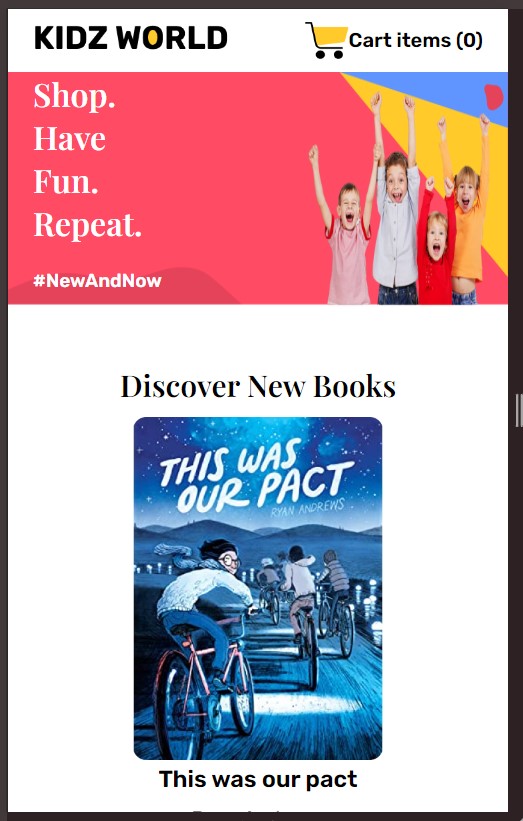 KIDZ WORLD
Cart items (0)
Shop.
Have
Fun.
Repeat.
#NewAndNow
Discover New Books
THIS WAS
OUR PACT
RYAN ANDREWS
This was our pact